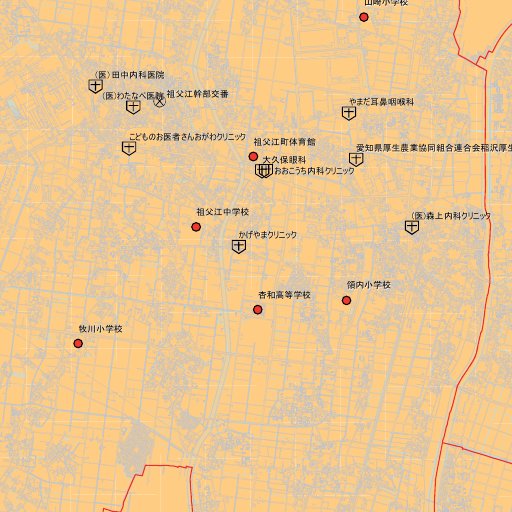 山崎小学校
(医)田中内科医院
(医)わたなべ医院
祖父江幹部交番
やまだ耳鼻咽喉科
こどものお医者さんおがわクリニック
祖父江町体育館
愛知県厚生農業協同組合連合会稲沢厚生
大久保眼科
おおこうち内科クリニック
祖父江中学校
(医)森上内科クリニック
かげやまクリニック
領内小学校
杏和高等学校
牧川小学校